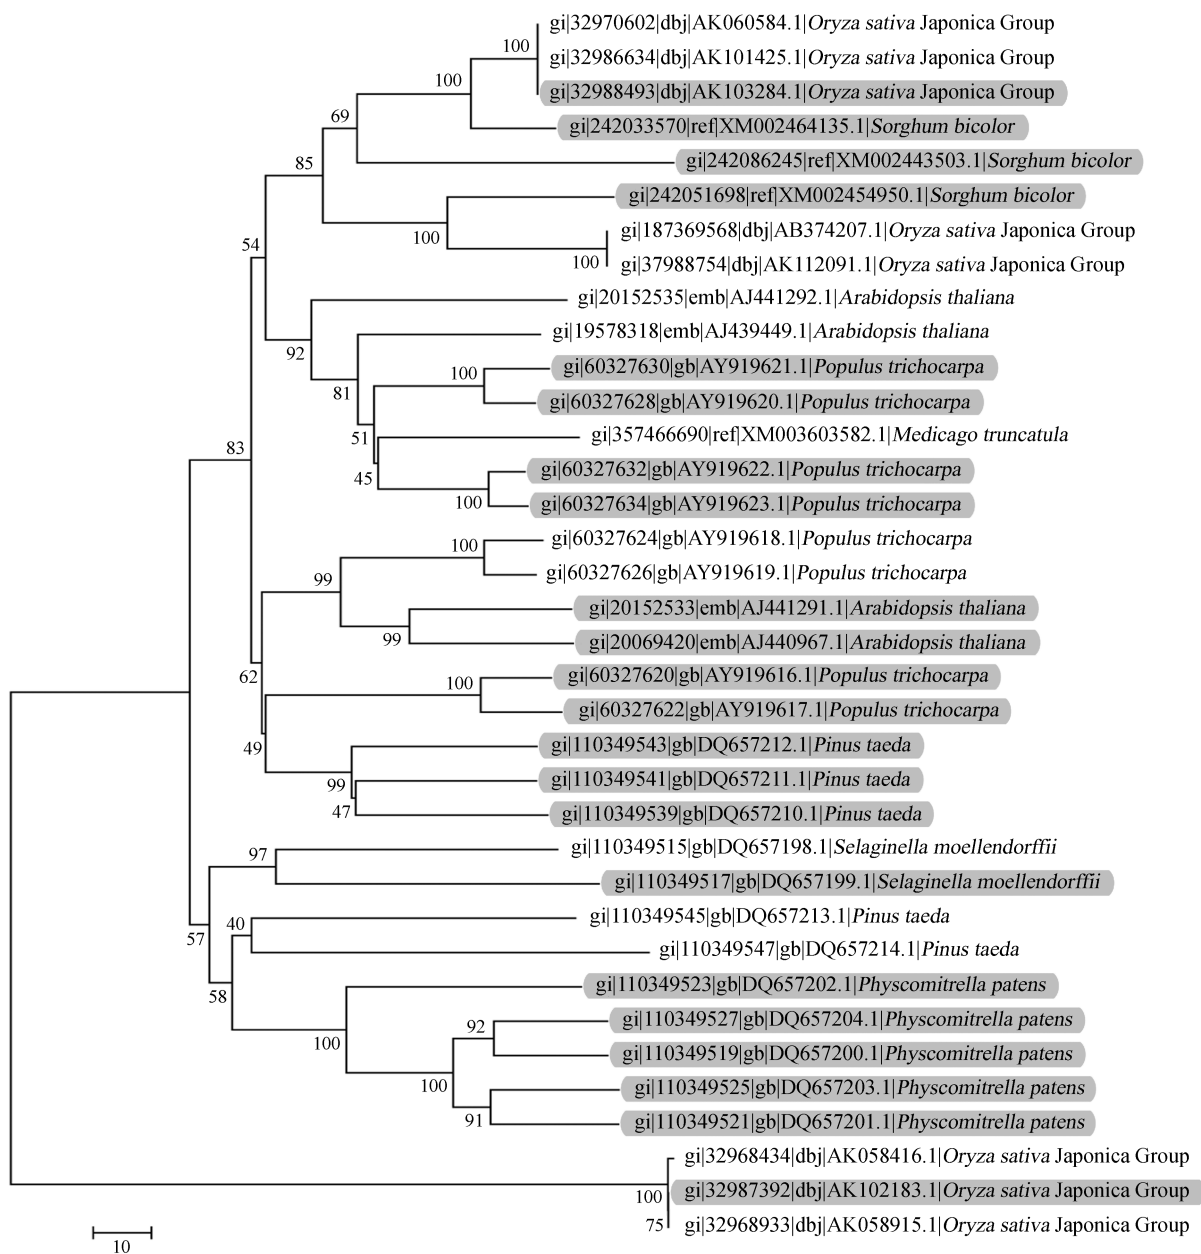 gi|32970602|dbj|AK060584.1|Oryza sativa Japonica Group
100
gi|32986634|dbj|AK101425.1|Oryza sativa Japonica Group
100
gi|32988493|dbj|AK103284.1|Oryza sativa Japonica Group
69
gi|242033570|ref|XM002464135.1|Sorghum bicolor
85
gi|242086245|ref|XM002443503.1|Sorghum bicolor
gi|242051698|ref|XM002454950.1|Sorghum bicolor
100
gi|187369568|dbj|AB374207.1|Oryza sativa Japonica Group
54
100
gi|37988754|dbj|AK112091.1|Oryza sativa Japonica Group
gi|20152535|emb|AJ441292.1|Arabidopsis thaliana
gi|19578318|emb|AJ439449.1|Arabidopsis thaliana
92
100
gi|60327630|gb|AY919621.1|Populus trichocarpa
81
gi|60327628|gb|AY919620.1|Populus trichocarpa
51
gi|357466690|ref|XM003603582.1|Medicago truncatula
83
gi|60327632|gb|AY919622.1|Populus trichocarpa
45
100
gi|60327634|gb|AY919623.1|Populus trichocarpa
100
gi|60327624|gb|AY919618.1|Populus trichocarpa
99
gi|60327626|gb|AY919619.1|Populus trichocarpa
gi|20152533|emb|AJ441291.1|Arabidopsis thaliana
99
gi|20069420|emb|AJ440967.1|Arabidopsis thaliana
62
100
gi|60327620|gb|AY919616.1|Populus trichocarpa
gi|60327622|gb|AY919617.1|Populus trichocarpa
49
gi|110349543|gb|DQ657212.1|Pinus taeda
99
gi|110349541|gb|DQ657211.1|Pinus taeda
47
gi|110349539|gb|DQ657210.1|Pinus taeda
97
gi|110349515|gb|DQ657198.1|Selaginella moellendorffii
gi|110349517|gb|DQ657199.1|Selaginella moellendorffii
40
gi|110349545|gb|DQ657213.1|Pinus taeda
57
gi|110349547|gb|DQ657214.1|Pinus taeda
58
gi|110349523|gb|DQ657202.1|Physcomitrella patens
92
gi|110349527|gb|DQ657204.1|Physcomitrella patens
100
gi|110349519|gb|DQ657200.1|Physcomitrella patens
100
gi|110349525|gb|DQ657203.1|Physcomitrella patens
91
gi|110349521|gb|DQ657201.1|Physcomitrella patens
gi|32968434|dbj|AK058416.1|Oryza sativa Japonica Group
100
gi|32987392|dbj|AK102183.1|Oryza sativa Japonica Group
75
gi|32968933|dbj|AK058915.1|Oryza sativa Japonica Group
10